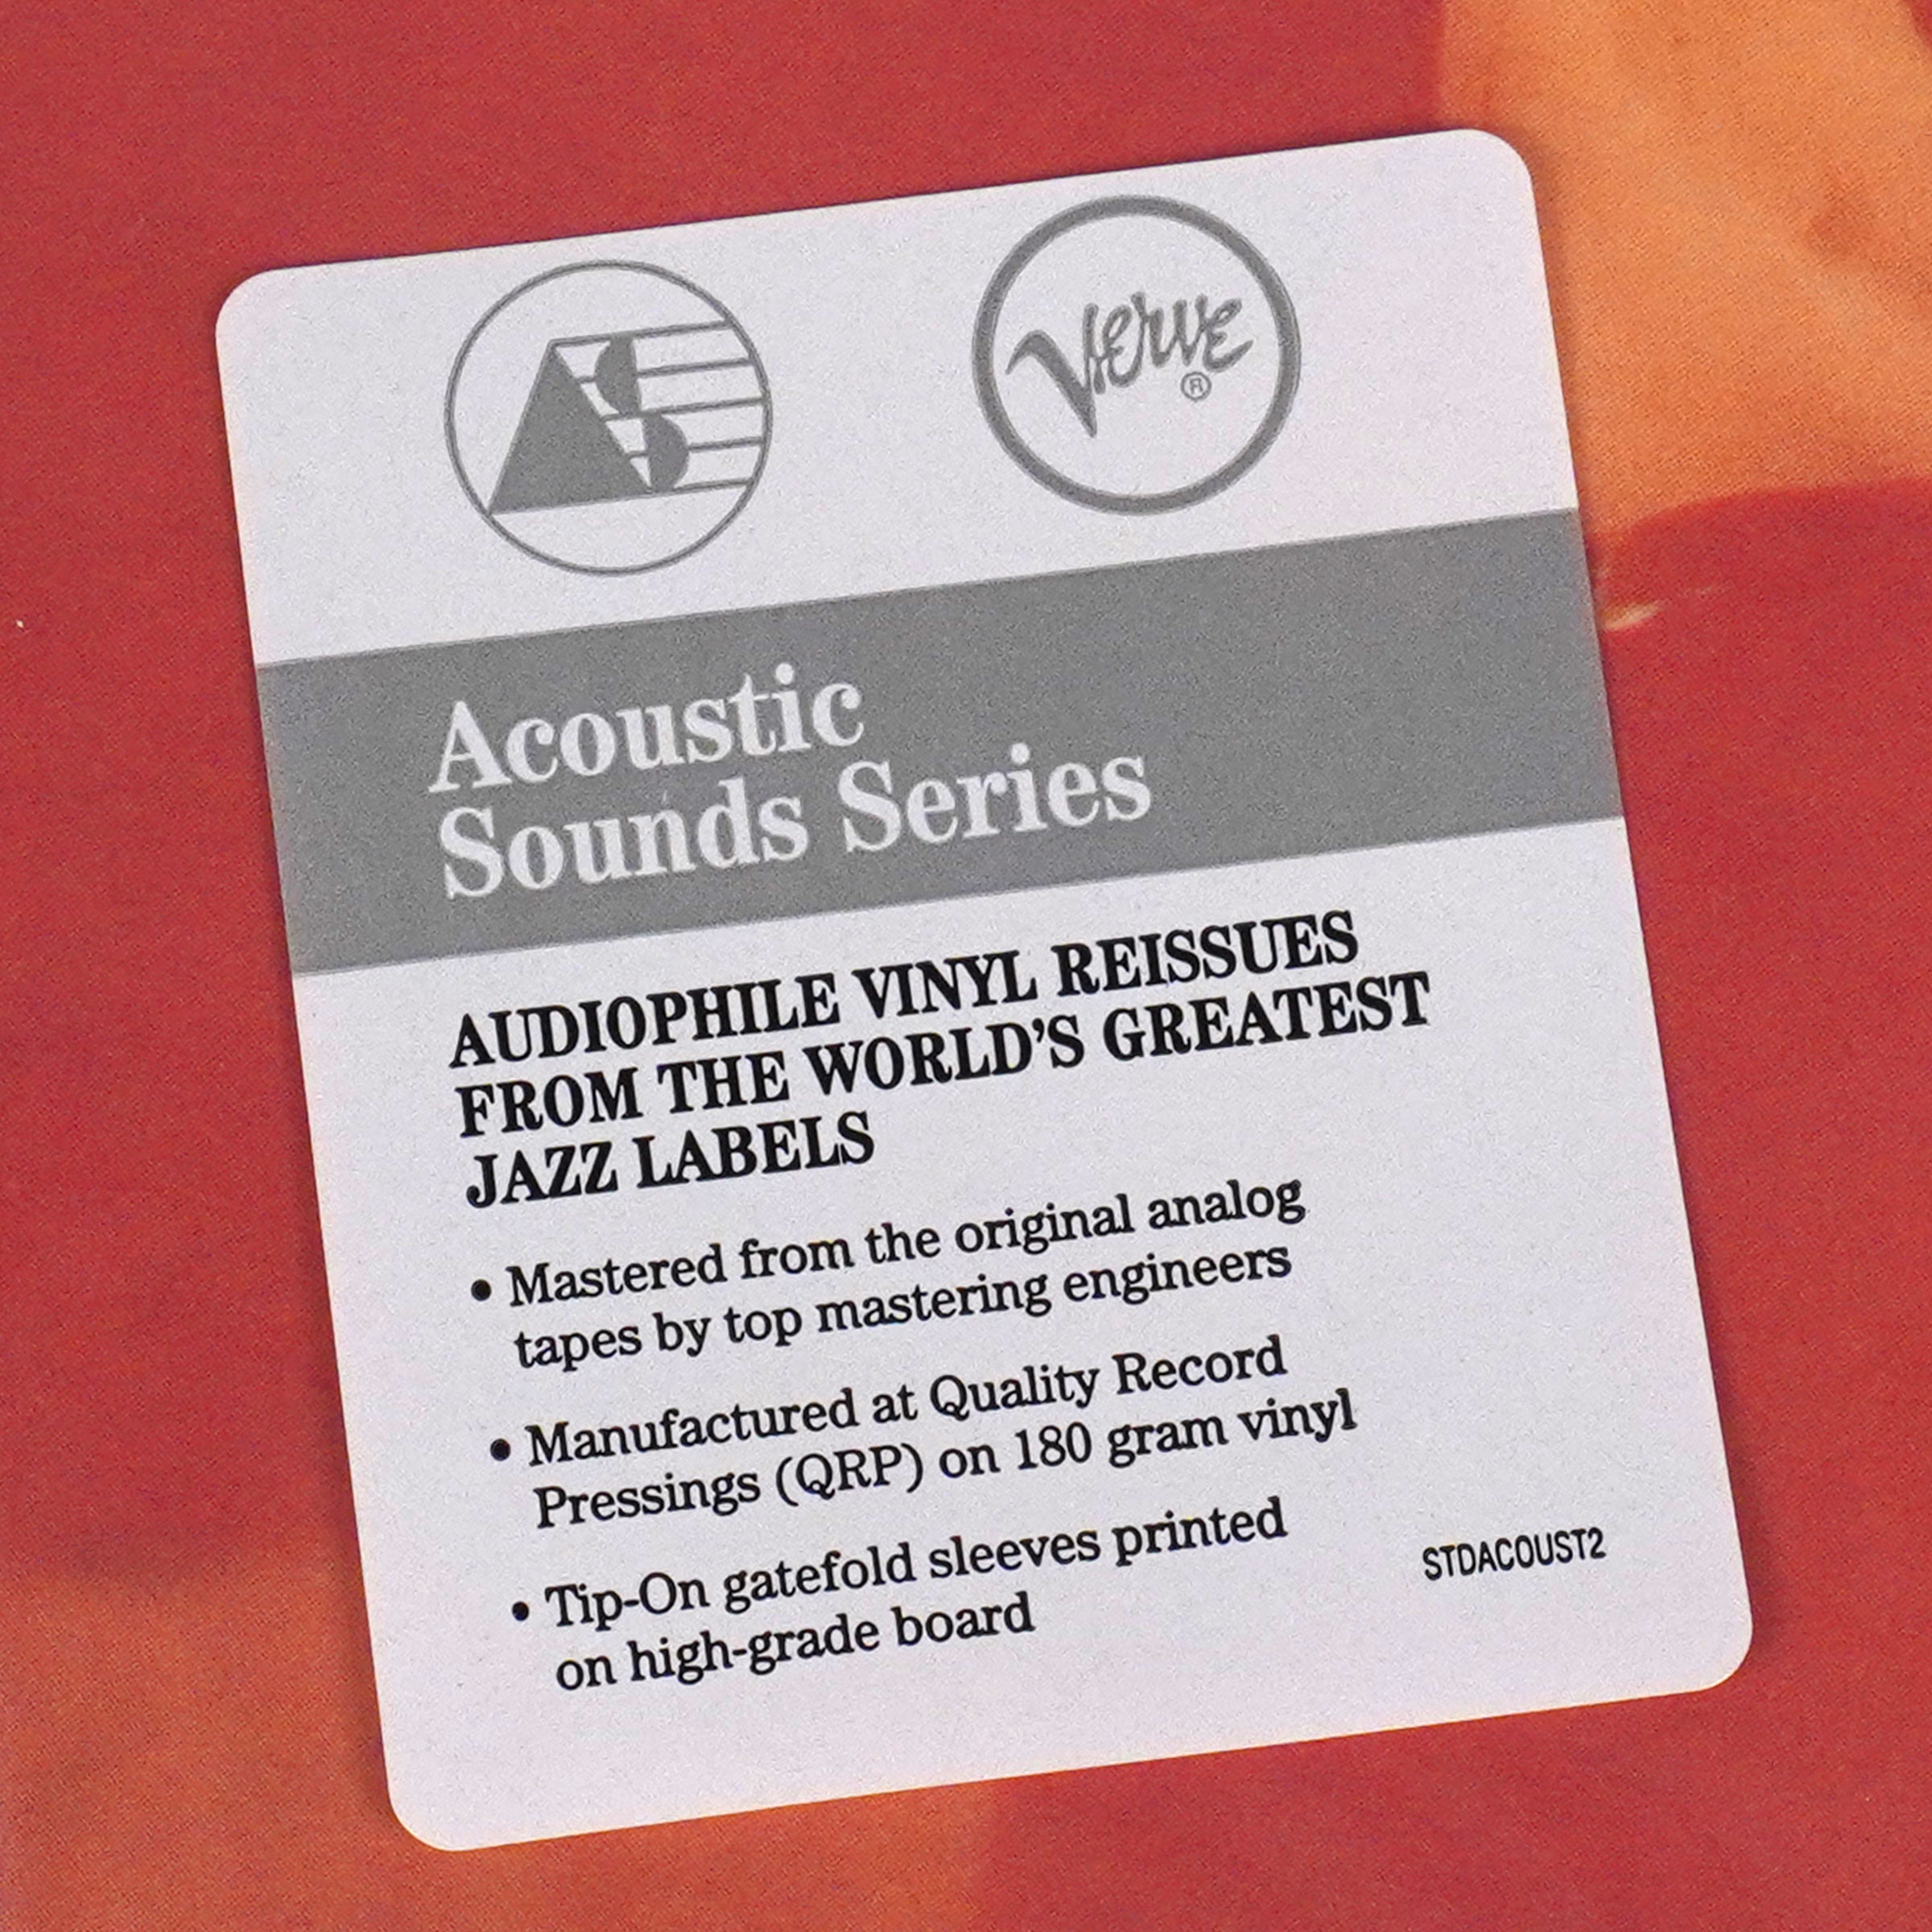 AS
Verve
®
Acoustic
Sounds Series
AUDIOPHILE VINYL REISSUES
FROM THE WORLD'S GREATEST
JAZZ LABELS
• Mastered from the original analog
tapes by top mastering engineers
• Manufactured at Quality Record
Pressings (QRP) on 180 gram vinyl
• Tip-On gatefold sleeves printed
on high-grade board
STDACOUST2